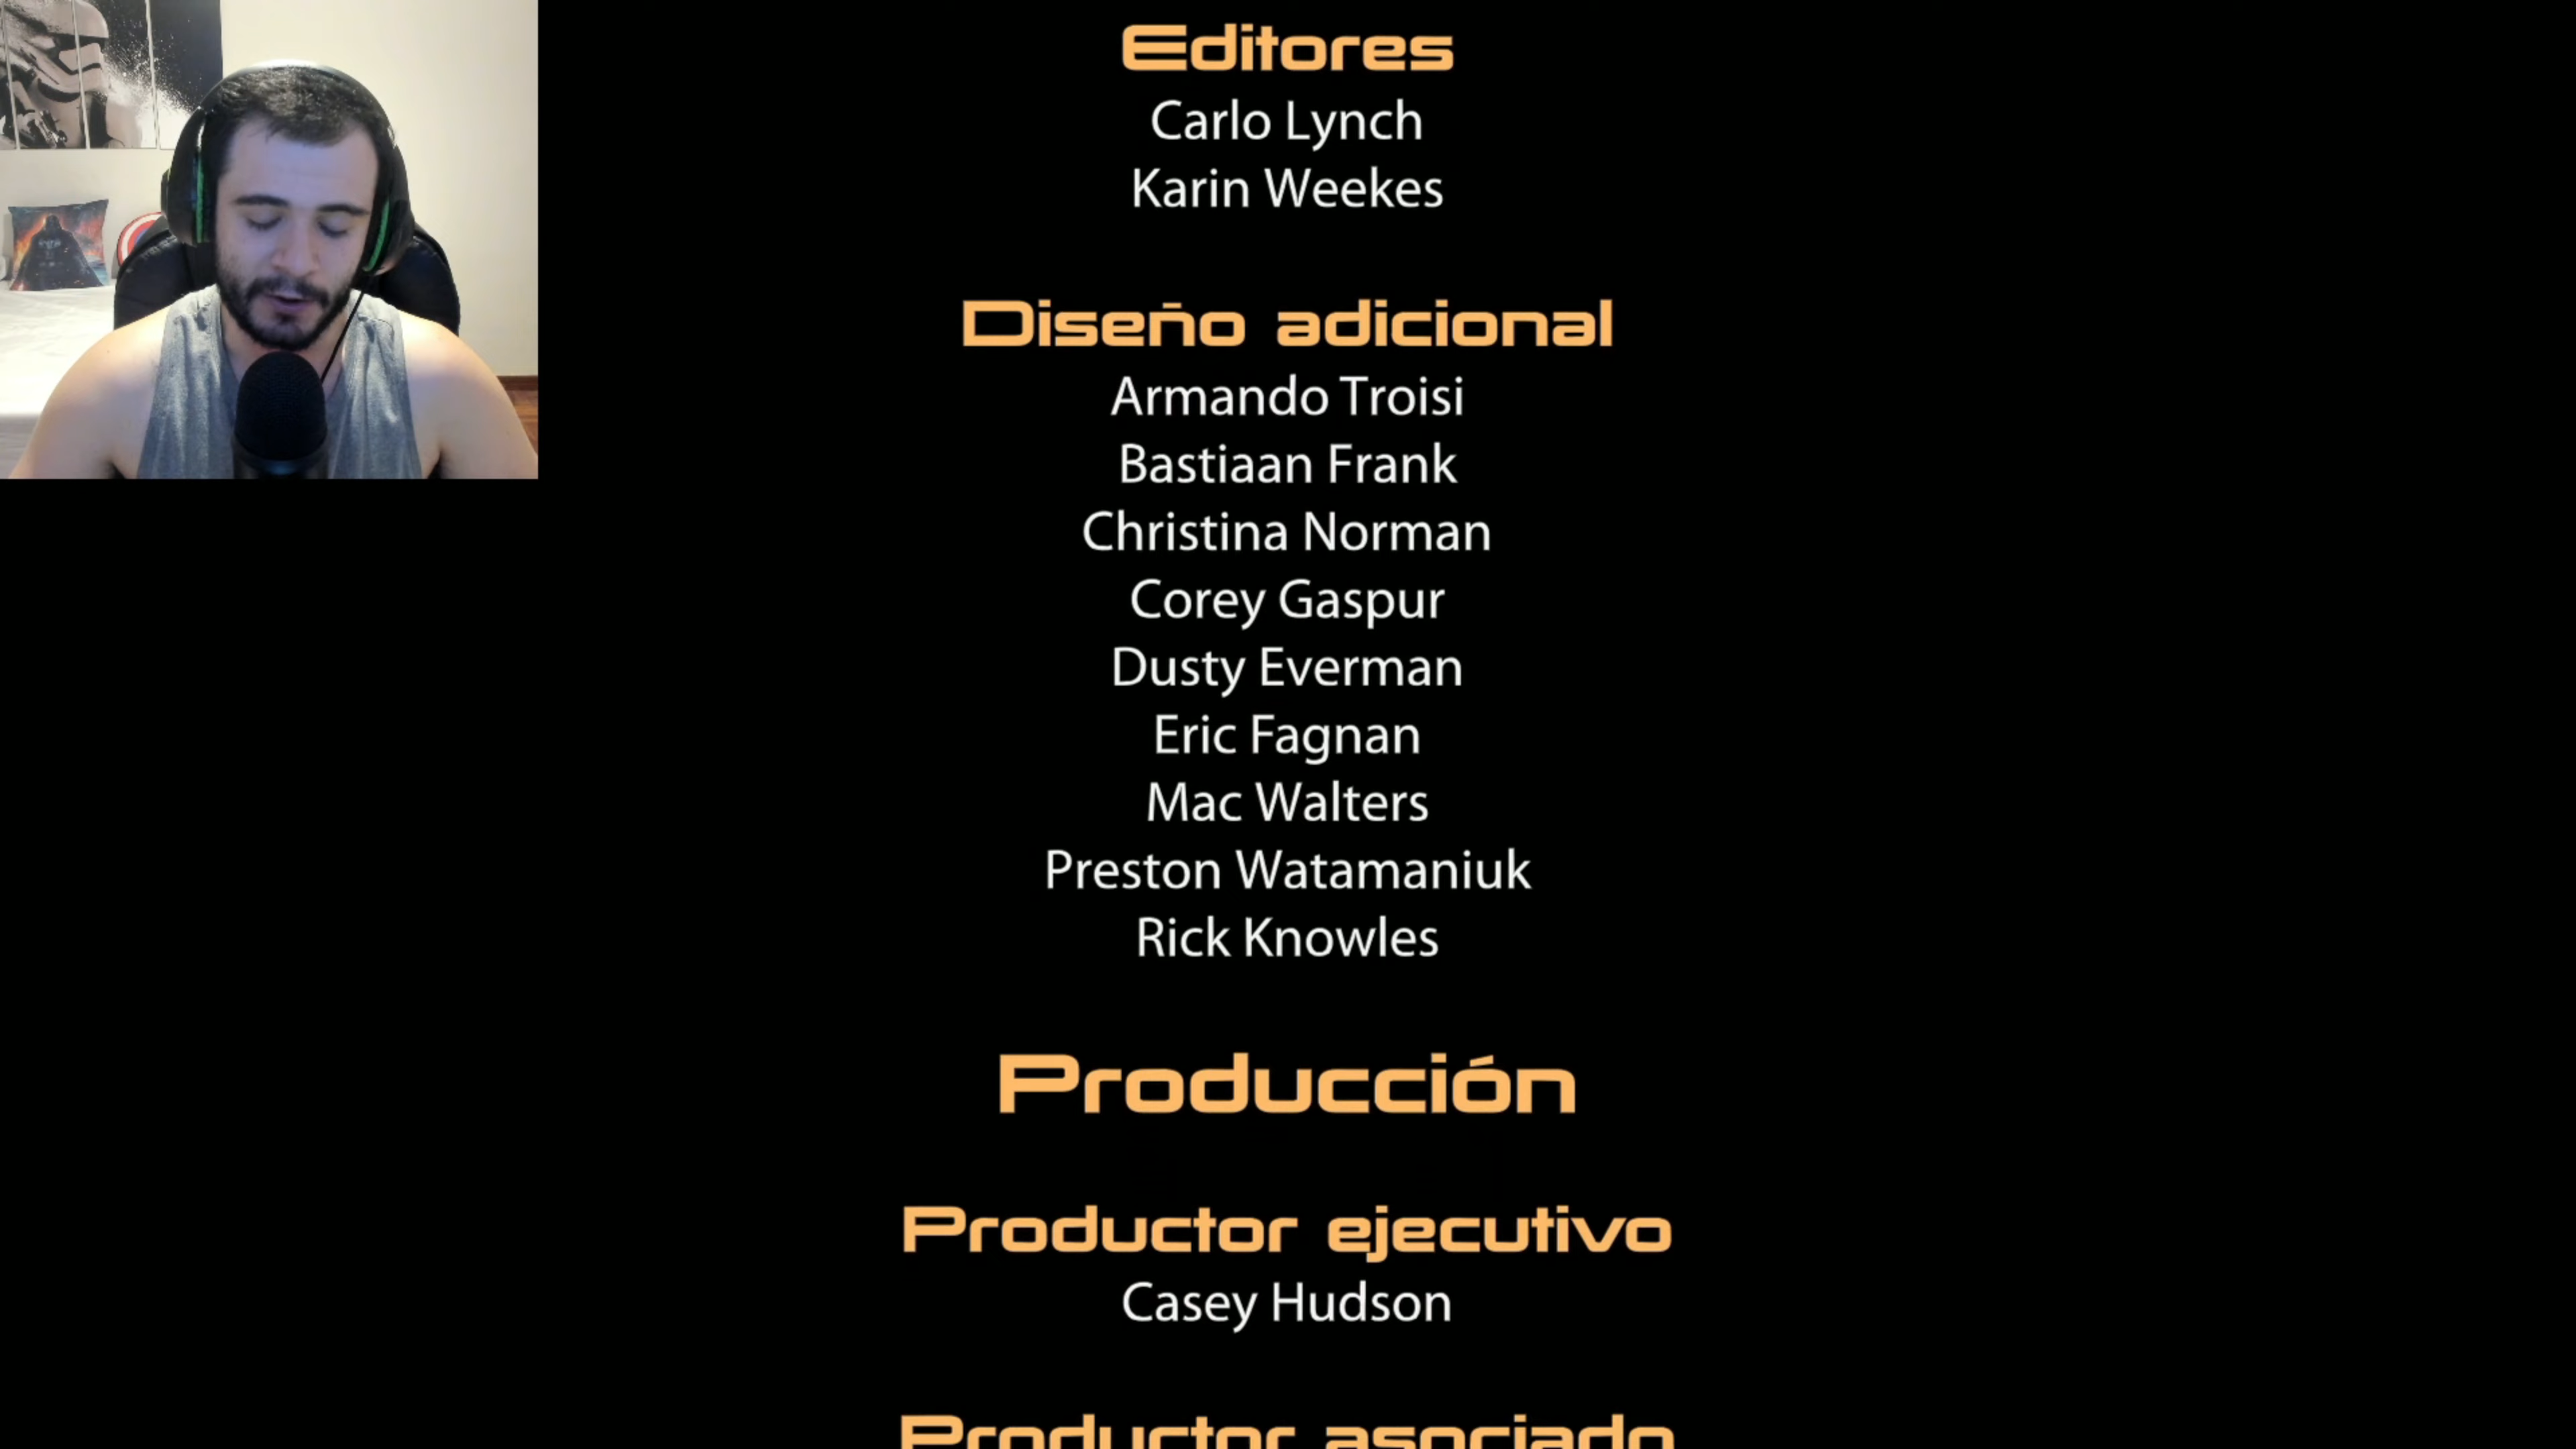 Editores
Carlo Lynch
Karin Weekes
Diseño adicional
Armando Troisi
Bastiaan Frank
Christina Norman
Corey Gaspur
Dusty Everman
Eric Fagnan
Mac Walters
Preston Watamaniuk
Rick Knowles
Producción
Productor ejecutivo
Casey Hudson
Productor asociado